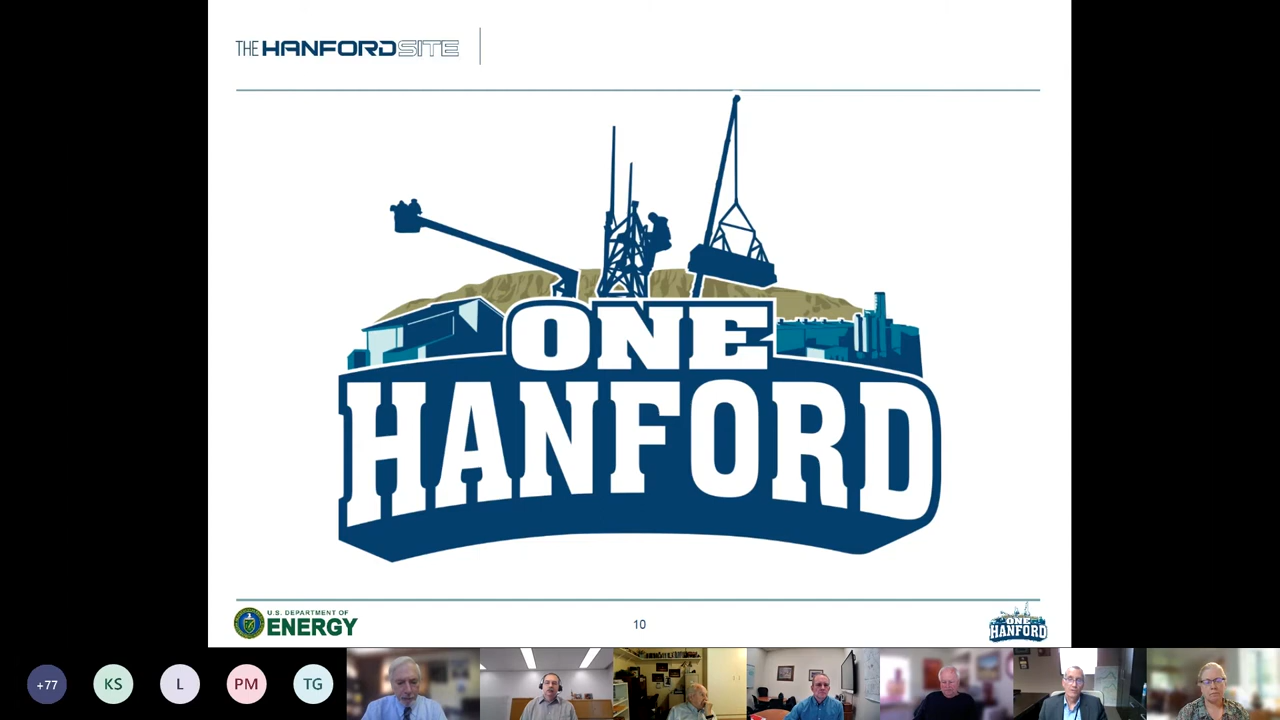 THE HANFORD SITE
ONE
HANFORD
U.S. DEPARTMENT OF
ENERGY
10
ONE
HANFORD
+77
KS
L
PM
TG